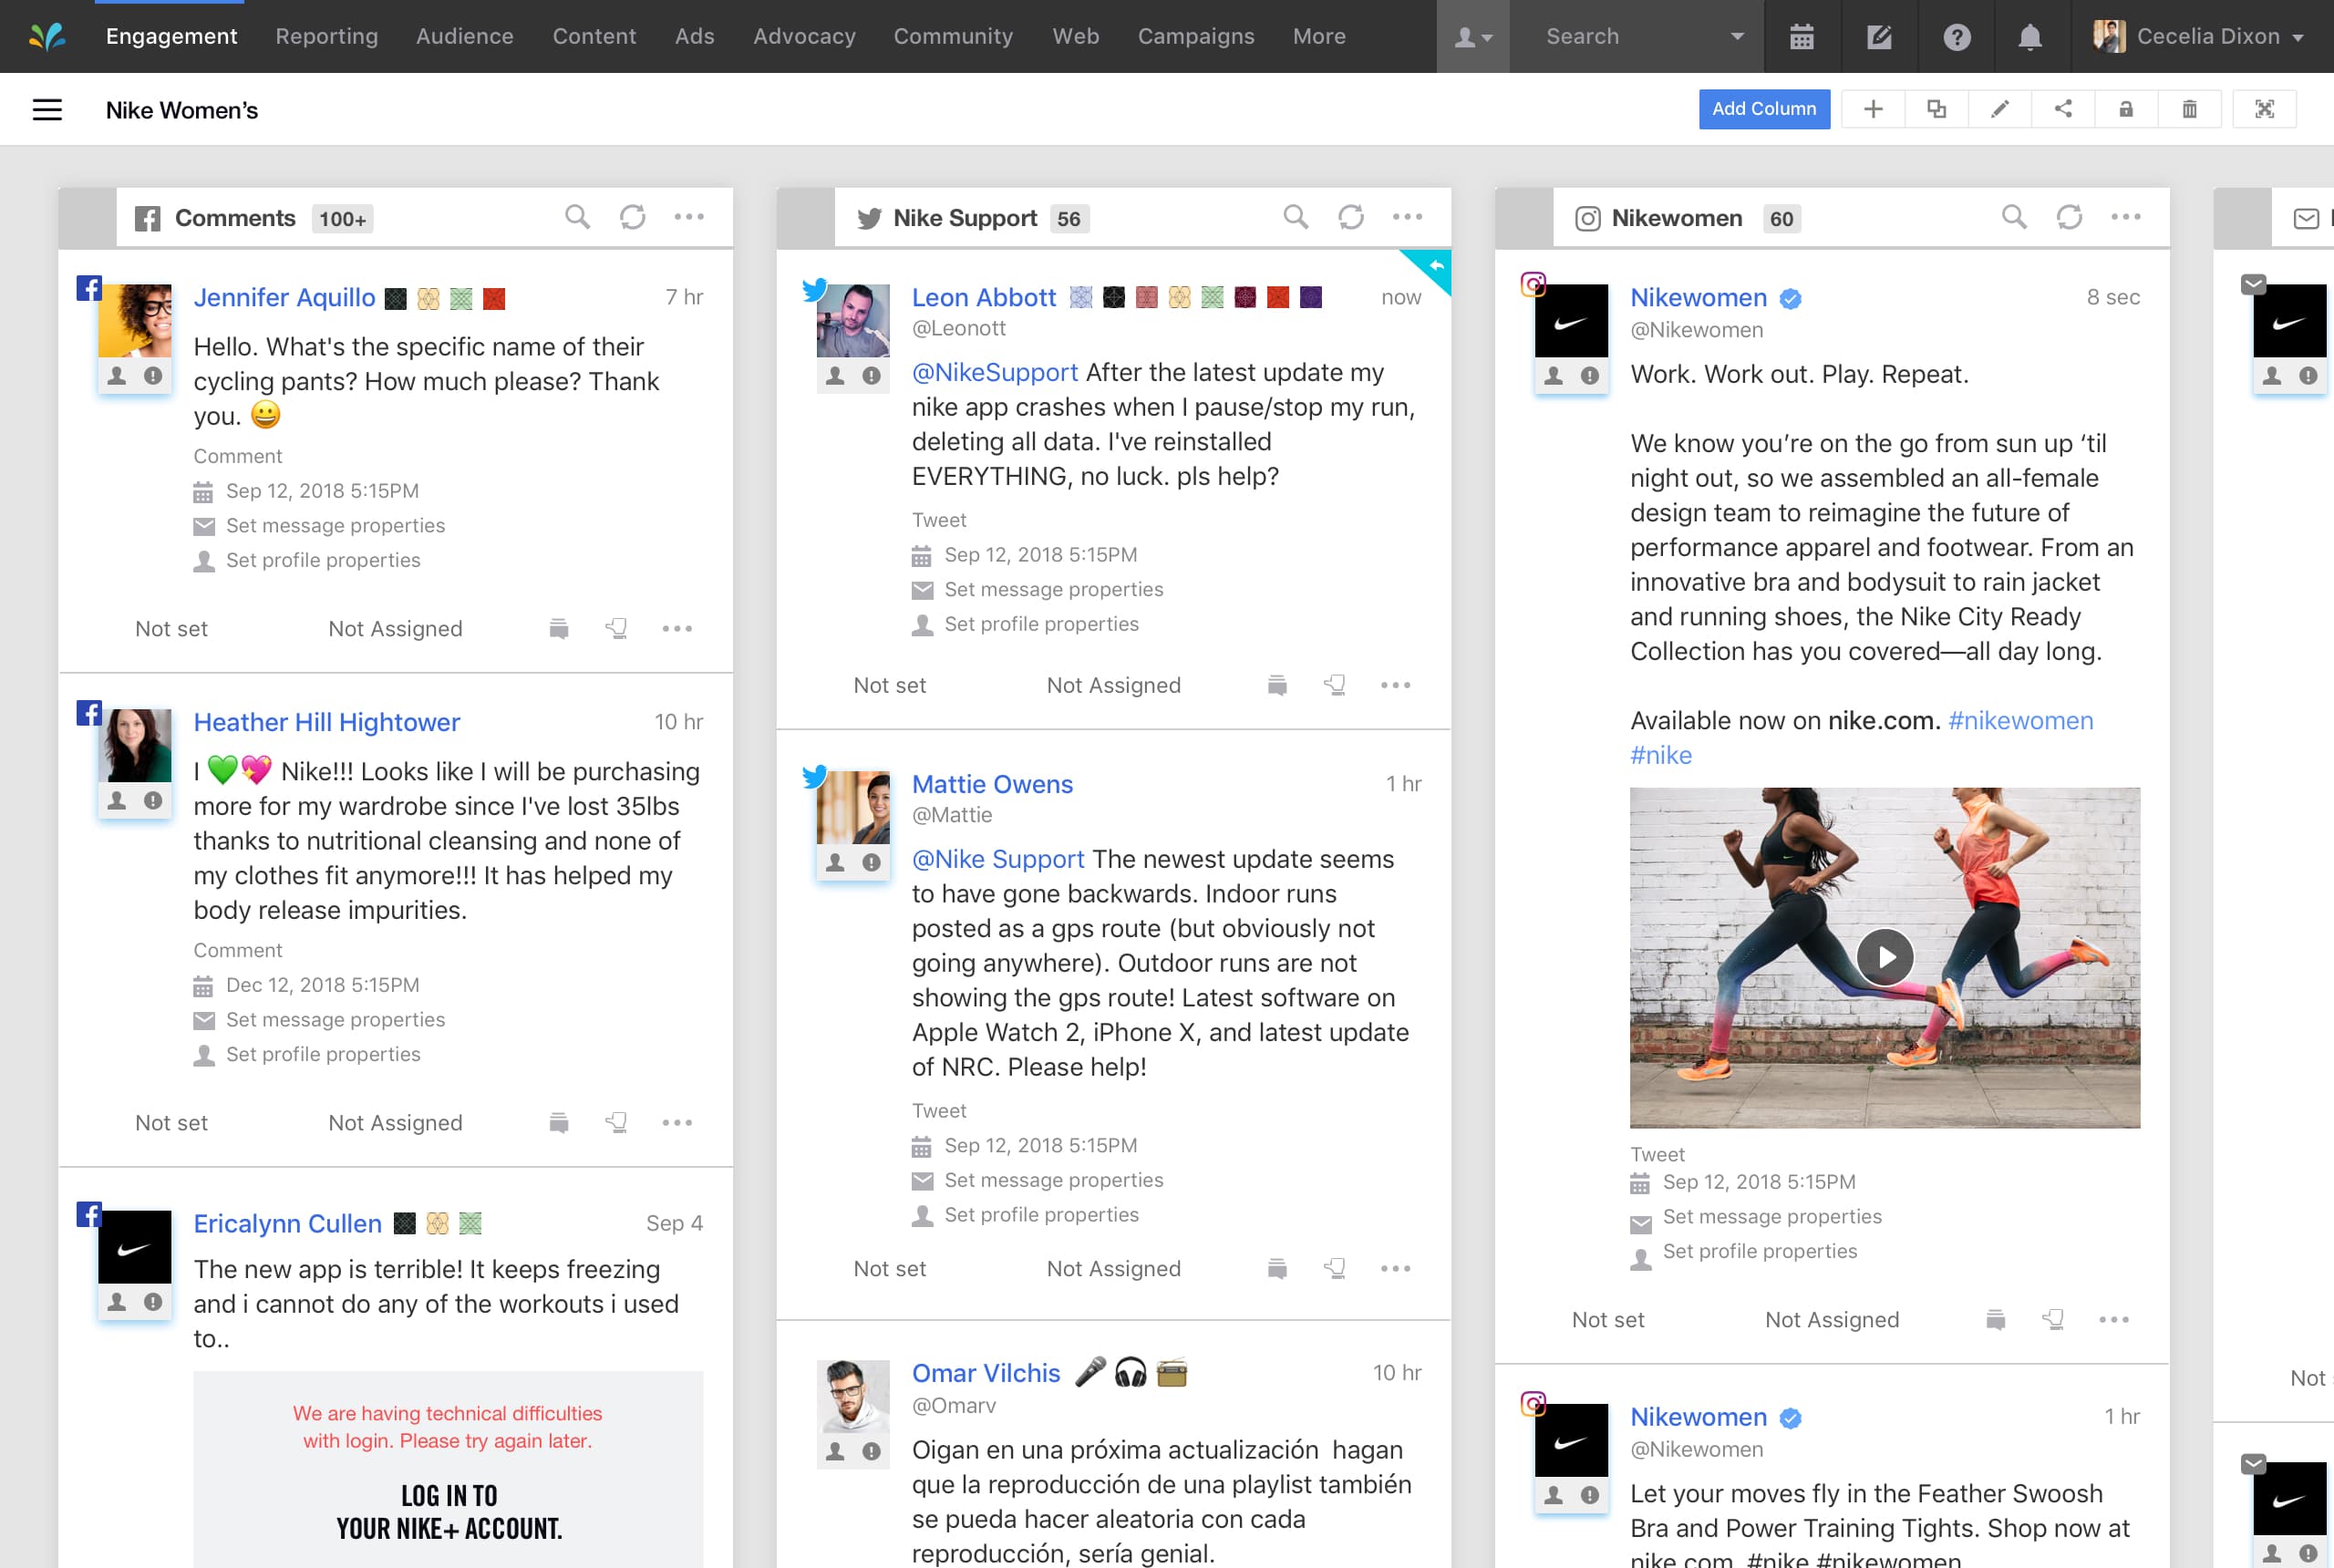 Engagement Reporting Audience Content Ads Advocacy Community Web Campaigns More Search Cecelia Dixon
Nike Women’s
Add Column
Comments 100+
Jennifer Aquillo 7 hr
Hello. What's the specific name of their
cycling pants? How much please? Thank
you. 😀
Comment
Sep 12, 2018 5:15PM
Set message properties
Set profile properties
Not set Not Assigned
Heather Hill Hightower 10 hr
I 💚💖 Nike!!! Looks like I will be purchasing
more for my wardrobe since I've lost 35lbs
thanks to nutritional cleansing and none of
my clothes fit anymore!!! It has helped my
body release impurities.
Comment
Dec 12, 2018 5:15PM
Set message properties
Set profile properties
Not set Not Assigned
Ericalynn Cullen Sep 4
The new app is terrible! It keeps freezing
and i cannot do any of the workouts i used
to..
We are having technical difficulties
with login. Please try again later.
LOG IN TO
YOUR NIKE+ ACCOUNT.
Nike Support 56
Leon Abbott now
@Leonott
@NikeSupport After the latest update my
nike app crashes when I pause/stop my run,
deleting all data. I've reinstalled
EVERYTHING, no luck. pls help?
Tweet
Sep 12, 2018 5:15PM
Set message properties
Set profile properties
Not set Not Assigned
Mattie Owens 1 hr
@Mattie
@Nike Support The newest update seems
to have gone backwards. Indoor runs
posted as a gps route (but obviously not
going anywhere). Outdoor runs are not
showing the gps route! Latest software on
Apple Watch 2, iPhone X, and latest update
of NRC. Please help!
Tweet
Sep 12, 2018 5:15PM
Set message properties
Set profile properties
Not set Not Assigned
Omar Vilchis 🎤🎧📻 10 hr
@Omarv
Oigan en una próxima actualización hagan
que la reproducción de una playlist también
se pueda hacer aleatoria con cada
reproducción, sería genial.
Nikewomen 60
Nikewomen 8 sec
@Nikewomen
Work. Work out. Play. Repeat.
We know you’re on the go from sun up ‘til
night out, so we assembled an all-female
design team to reimagine the future of
performance apparel and footwear. From an
innovative bra and bodysuit to rain jacket
and running shoes, the Nike City Ready
Collection has you covered—all day long.
Available now on nike.com. #nikewomen
#nike
Tweet
Sep 12, 2018 5:15PM
Set message properties
Set profile properties
Not set Not Assigned
Nikewomen 1 hr
@Nikewomen
Let your moves fly in the Feather Swoosh
Bra and Power Training Tights. Shop now at
nike.com. #nike #nikewomen
Not